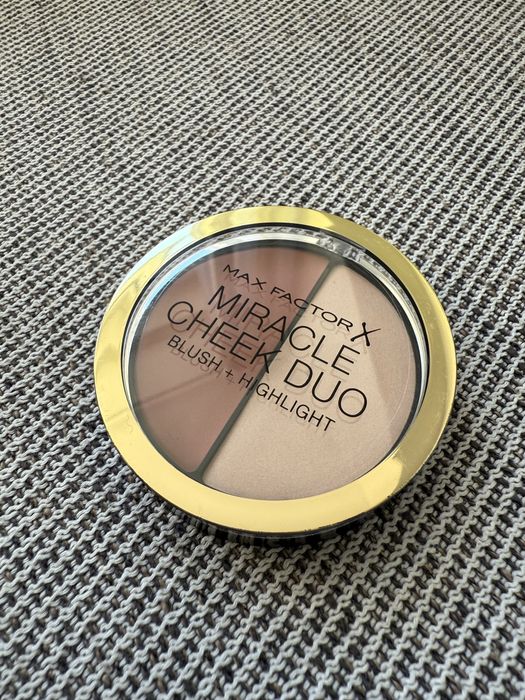 MAX FACTOR X
MIRACLE
CHEEK DUO
BLUSH + HIGHLIGHT